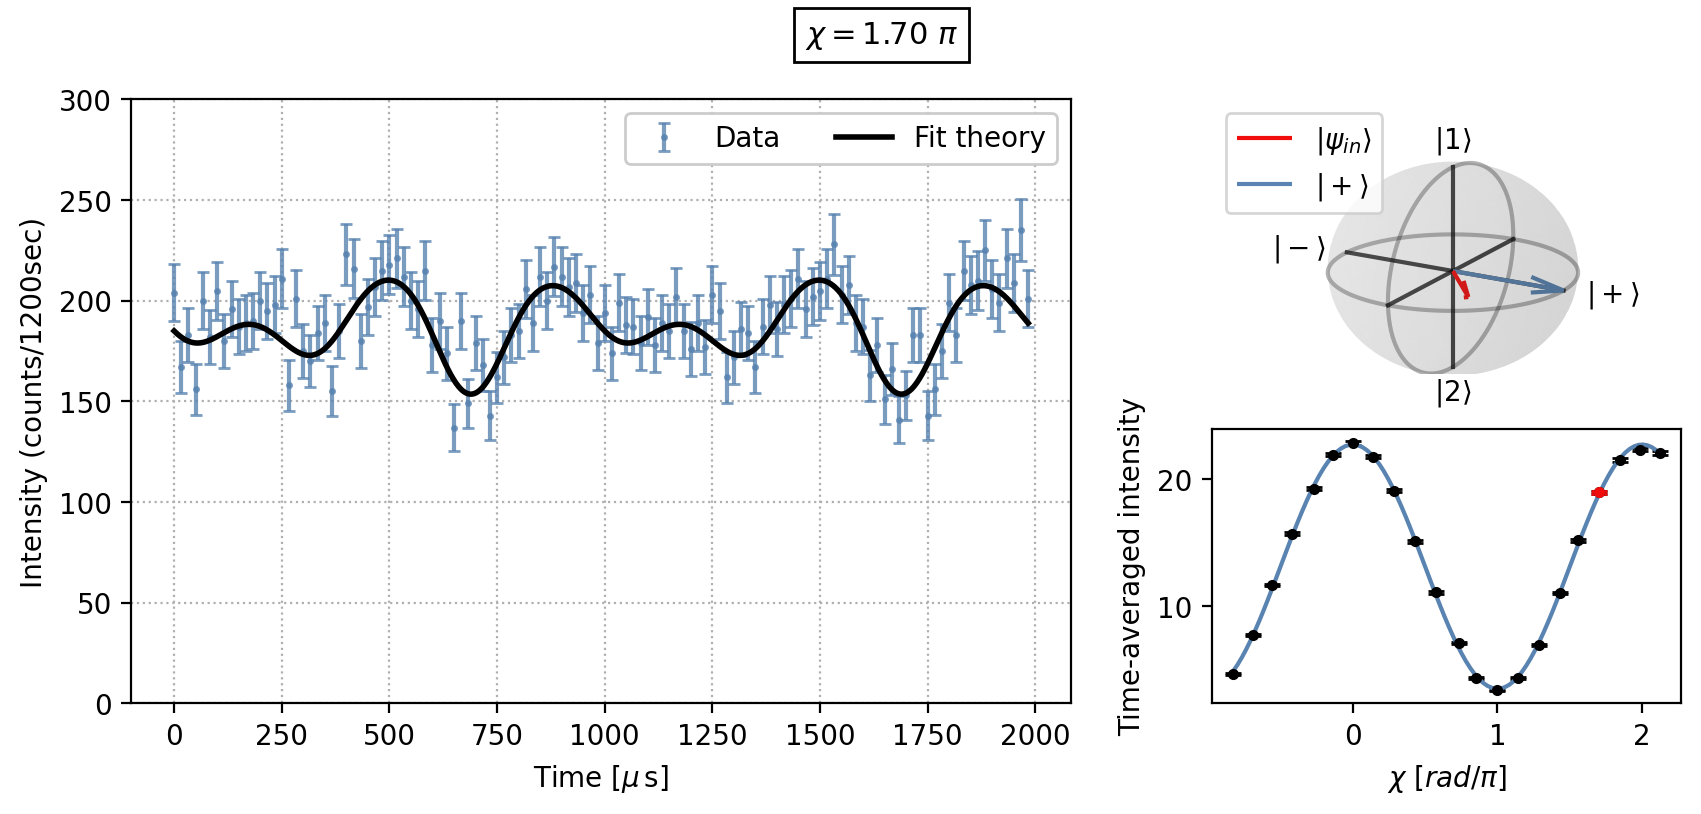 χ = 1.70 π
Intensity (counts/1200sec)
300
250
200
150
100
50
0
Data
Fit theory
0 250 500 750 1000 1250 1500 1750 2000
Time [μ s]
|ψin⟩
|+⟩
|1⟩
|−⟩
|+⟩
|2⟩
Time-averaged intensity
20
10
0 1 2
χ [rad/π]